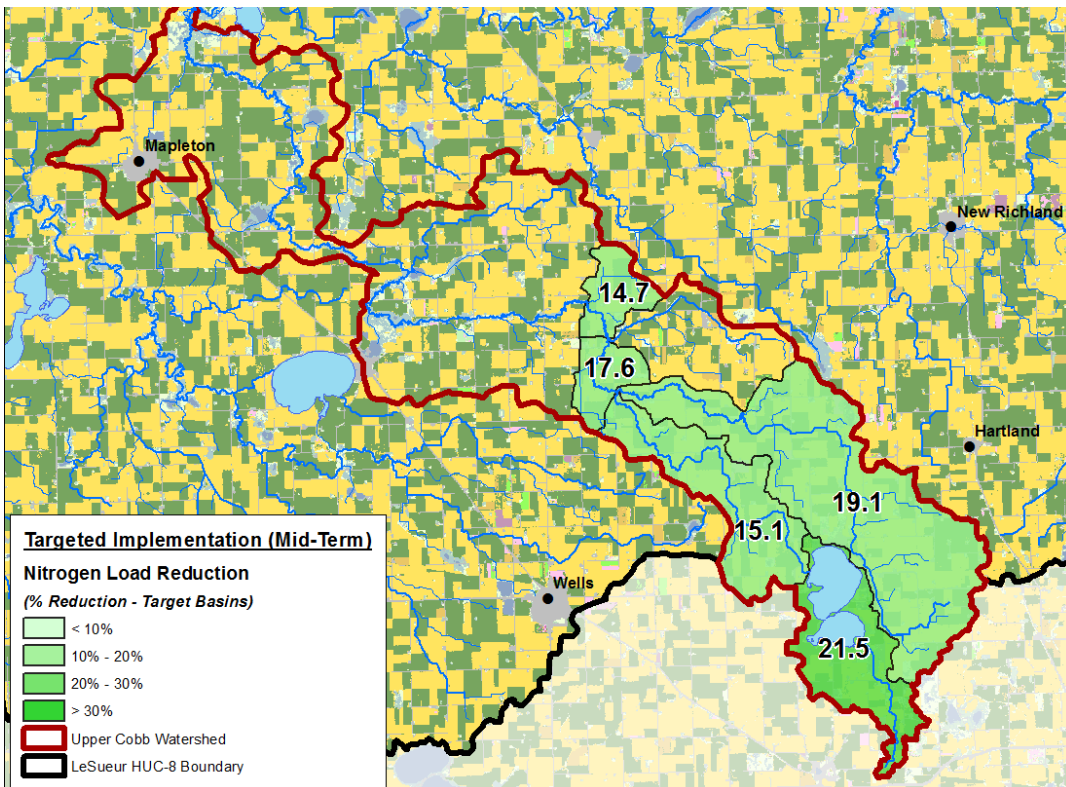 Mapleton
New Richland
14.7
17.6
Hartland
19.1
15.1
Wells
21.5
Targeted Implementation (Mid-Term)
Nitrogen Load Reduction
(% Reduction - Target Basins)
< 10%
10% - 20%
20% - 30%
> 30%
Upper Cobb Watershed
LeSueur HUC-8 Boundary